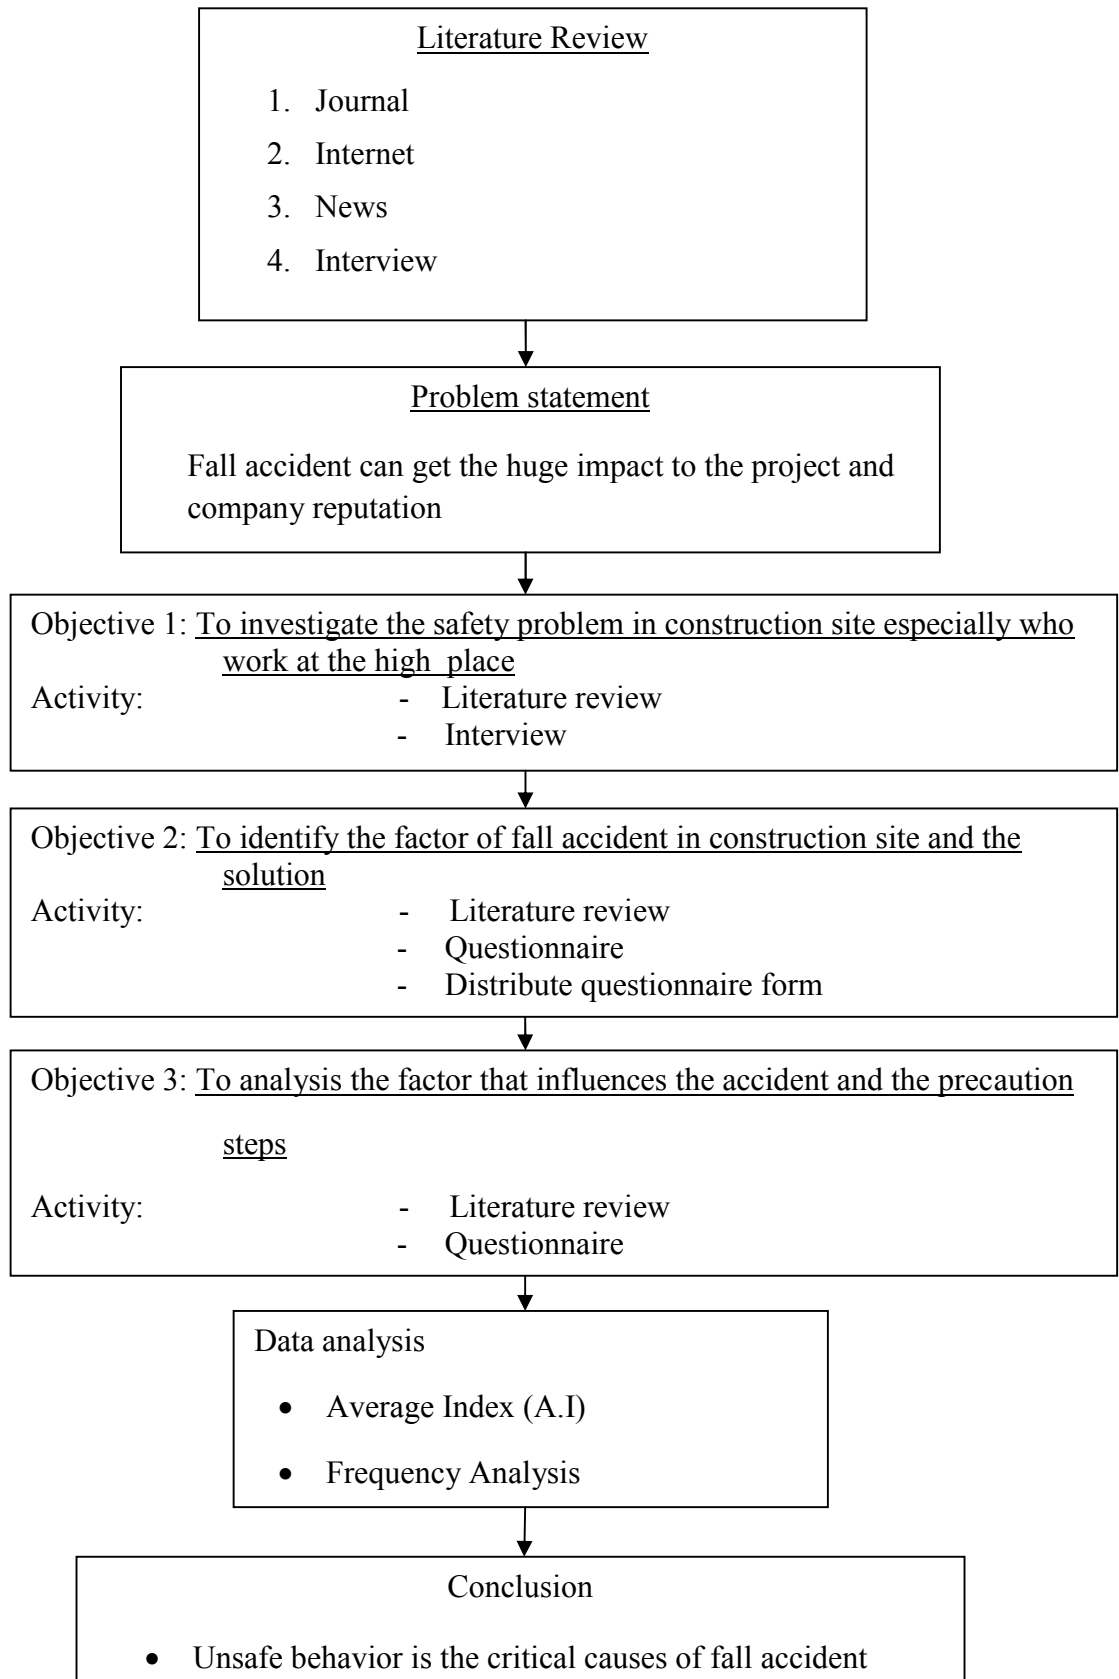 Literature Review
1. Journal
2. Internet
3. News
4. Interview
Problem statement
Fall accident can get the huge impact to the project and
company reputation
Objective 1: To investigate the safety problem in construction site especially who
work at the high place
Activity: - Literature review
- Interview
Objective 2: To identify the factor of fall accident in construction site and the
solution
Activity: - Literature review
- Questionnaire
- Distribute questionnaire form
Objective 3: To analysis the factor that influences the accident and the precaution
steps
Activity: - Literature review
- Questionnaire
Data analysis
• Average Index (A.I)
• Frequency Analysis
Conclusion
• Unsafe behavior is the critical causes of fall accident